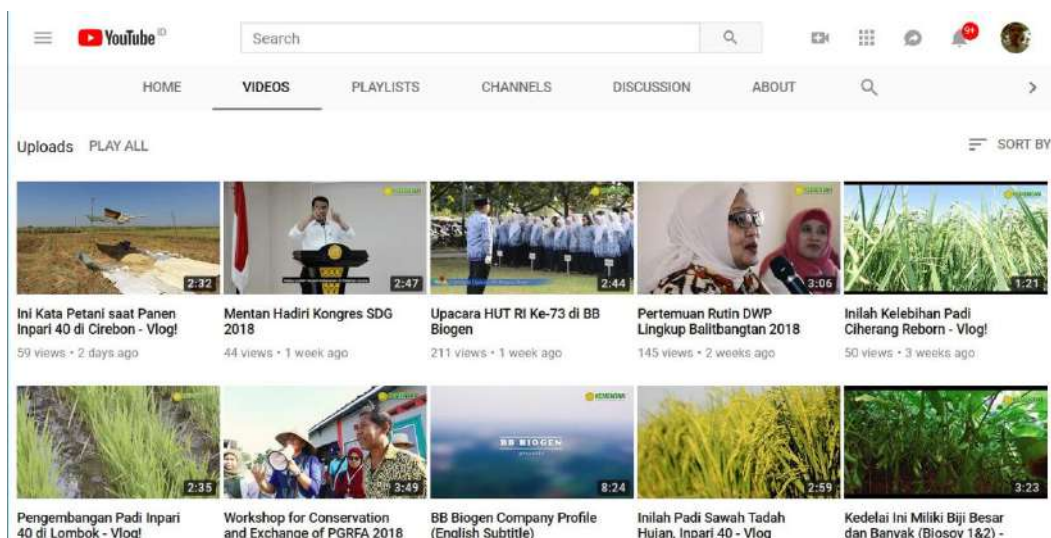 YouTube ID
Search
9+
HOME VIDEOS PLAYLISTS CHANNELS DISCUSSION ABOUT
Uploads PLAY ALL SORT BY
2:32 2:47 2:44 3:06 1:21
Ini Kata Petani saat Panen
Inpari 40 di Cirebon - Vlog!
59 views • 2 days ago
Mentan Hadiri Kongres SDG
2018
44 views • 1 week ago
Upacara HUT RI Ke-73 di BB
Biogen
211 views • 1 week ago
Pertemuan Rutin DWP
Lingkup Balitbangtan 2018
145 views • 2 weeks ago
Inilah Kelebihan Padi
Ciherang Reborn - Vlog!
50 views • 3 weeks ago
KEMENTAN
BB BIOGEN
presents
2:35 3:49 8:24 2:59 3:23
Pengembangan Padi Inpari
40 di Lombok - Vlog!
Workshop for Conservation
and Exchange of PGRFA 2018
BB Biogen Company Profile
(English Subtitle)
Inilah Padi Sawah Tadah
Hujan, Inpari 40 - Vlog
Kedelai Ini Miliki Biji Besar
dan Banyak (Biosoy 1&2) -